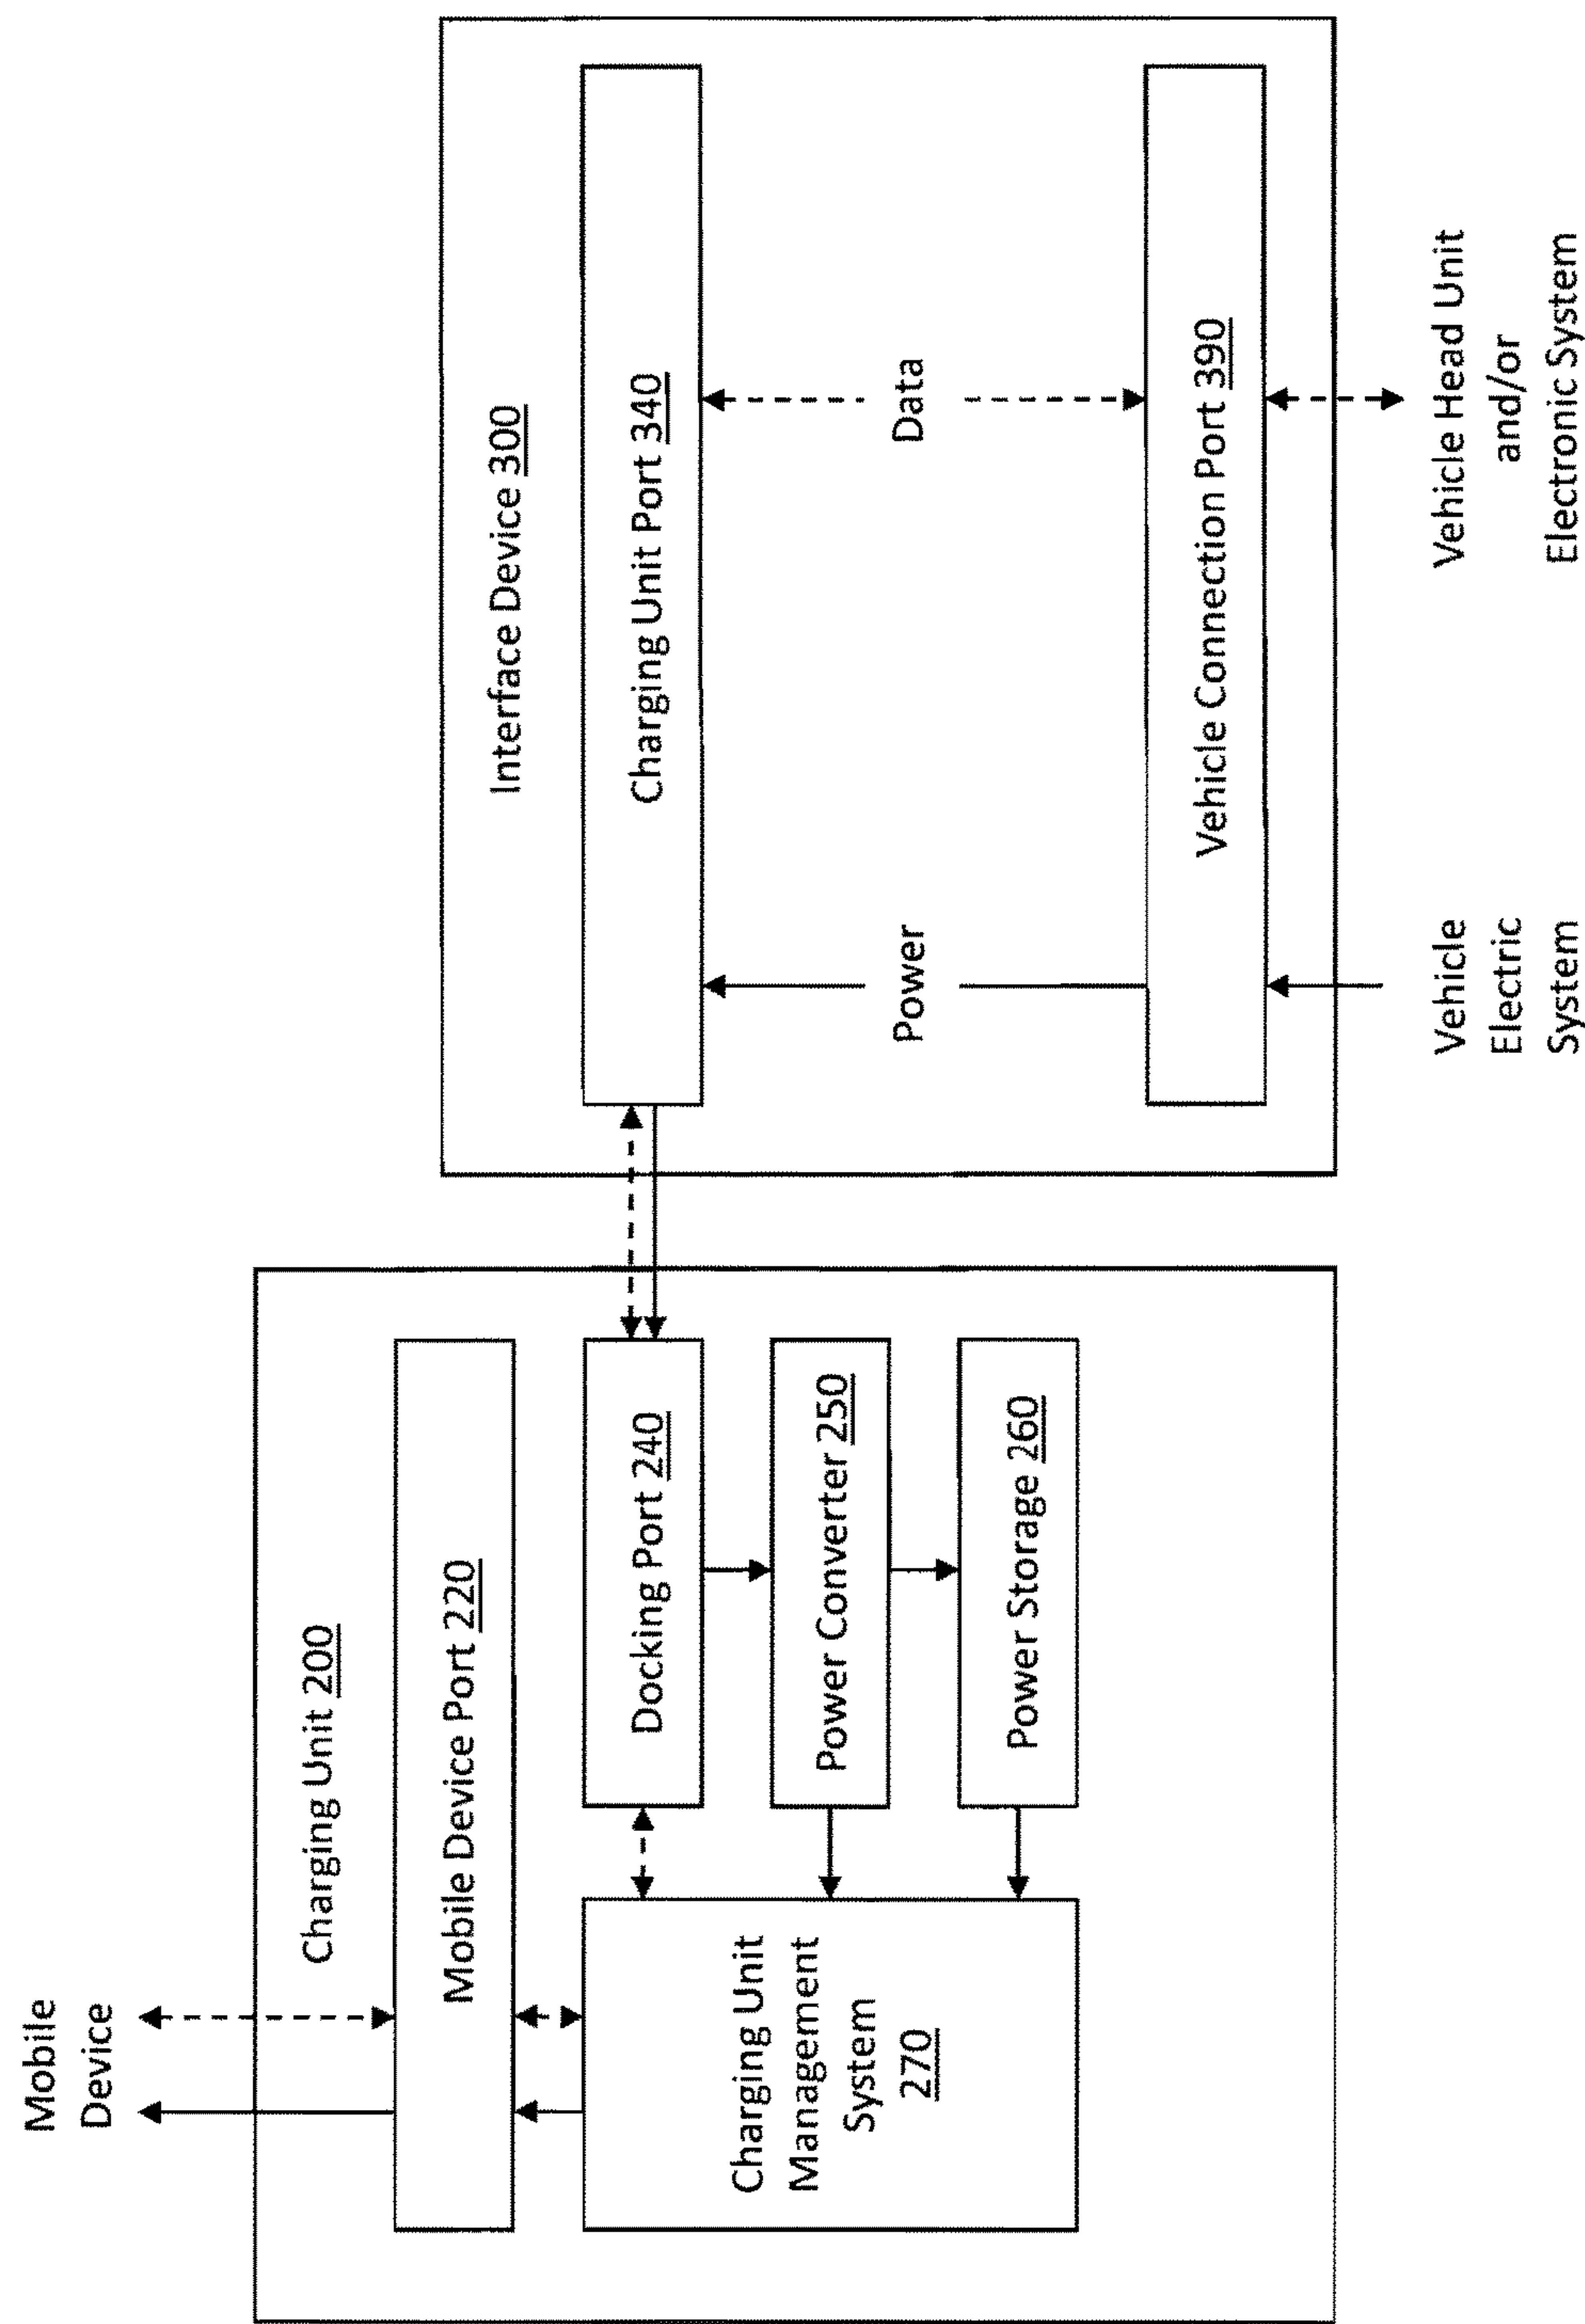 Mobile
Device
Charging Unit 200
Mobile Device Port 220
Charging Unit
Management
System
270
Docking Port 240
Power Converter 250
Power Storage 260
Interface Device 300
Charging Unit Port 340
Power
Data
Vehicle Connection Port 390
Vehicle
Electric
System
Vehicle Head Unit
and/or
Electronic System